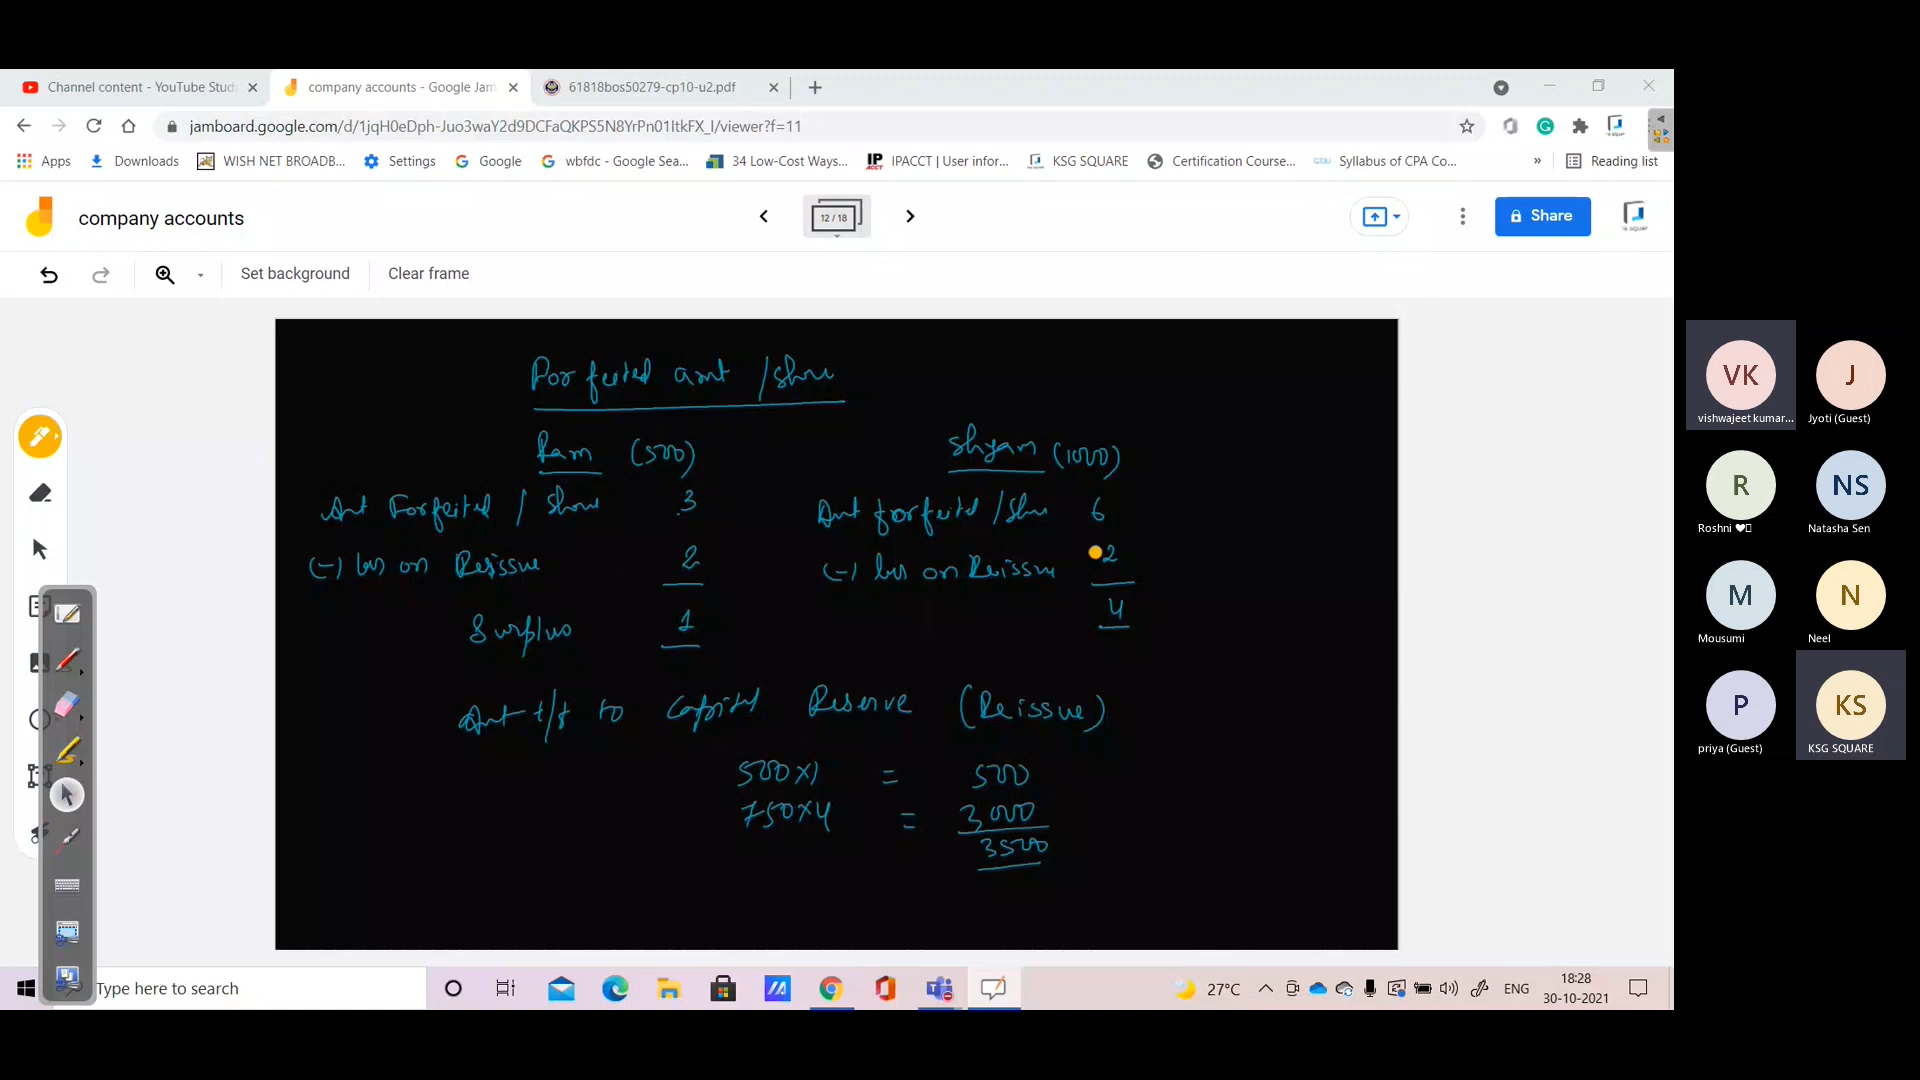 Channel content - YouTube Studi
company accounts - Google Jam
61818bos50279-cp10-u2.pdf
jamboard.google.com/d/1jqH0eDph-Juo3waY2d9DCFaQKPS5N8YrPn01ItkFX_I/viewer?f=11
Apps Downloads WISH NET BROADB... Settings Google wbfdc - Google Sea... 34 Low-Cost Ways... IPACCT | User infor... KSG SQUARE Certification Course... Syllabus of CPA Co... » Reading list
company accounts
12 / 18
Share
Set background Clear frame
Forfeited amt /share
Ram (500)
Shyam (1000)
Amt Forfeited / Share 3
(-) loss on Reissue 2
Surplus 1
Amt forfeited /Share 6
(-) loss on Reissue 2
4
Amt t/f to Capital Reserve (Reissue)
500x1 = 500
750x4 = 3000
3500
VK
vishwajeet kumar...
J
Jyoti (Guest)
R
Roshni
NS
Natasha Sen
M
Mousumi
N
Neel
P
priya (Guest)
KS
KSG SQUARE
Type here to search
27°C
ENG
18:28
30-10-2021